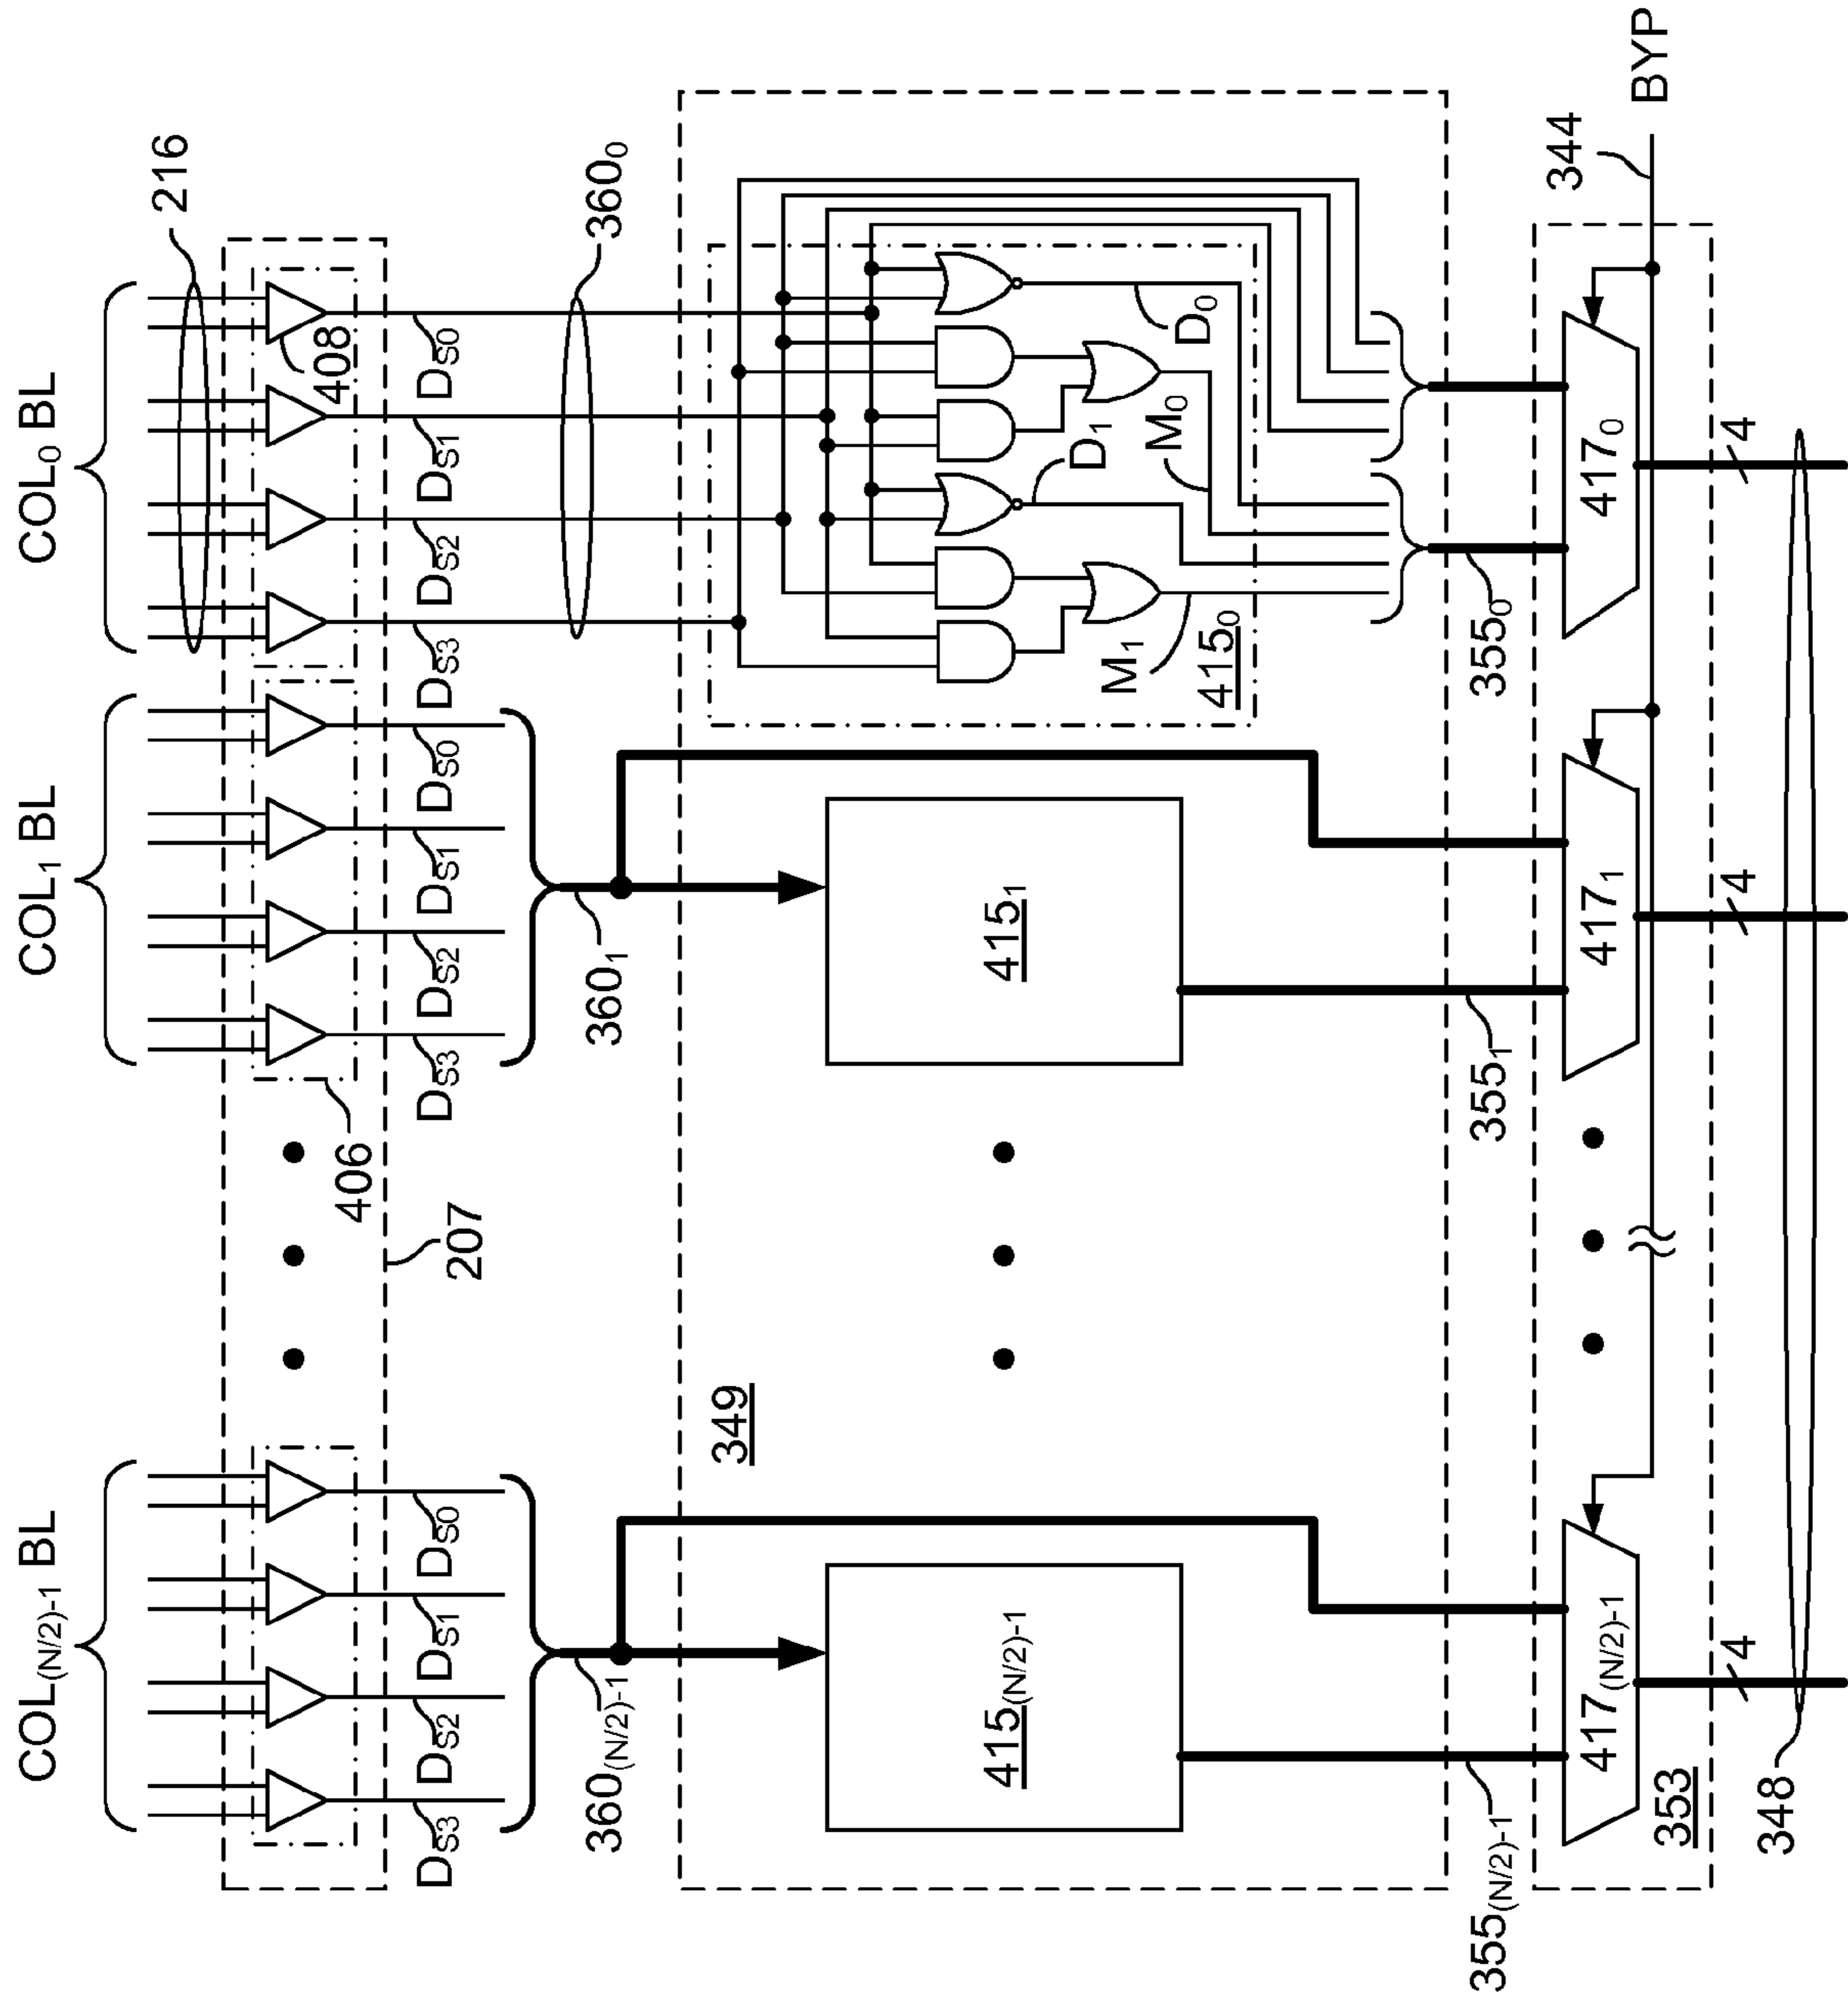 COL(N/2)-1 BL
COL1 BL
COL0 BL
216
408
406
207
DS3
DS2
DS1
DS0
DS3
DS2
DS1
DS0
DS3
DS2
DS1
DS0
360(N/2)-1
3601
3600
349
415(N/2)-1
4151
4150
M1
D1
M0
D0
355(N/2)-1
3551
3550
344
BYP
417(N/2)-1
4171
4170
353
4
4
4
348